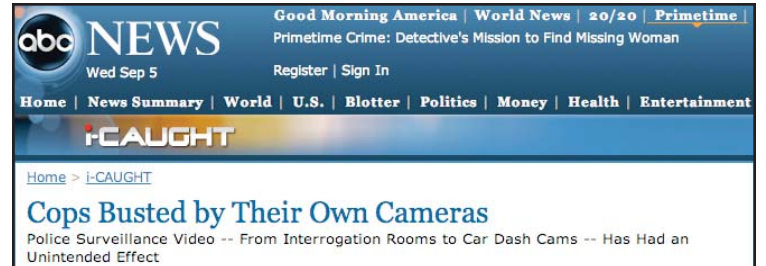 Good Morning America | World News | 20/20 | Primetime |
abc NEWS
Primetime Crime: Detective's Mission to Find Missing Woman
Wed Sep 5
Register | Sign In
Home | News Summary | World | U.S. | Blotter | Politics | Money | Health | Entertainment
i-CAUGHT
Home > i-CAUGHT
Cops Busted by Their Own Cameras
Police Surveillance Video -- From Interrogation Rooms to Car Dash Cams -- Has Had an
Unintended Effect